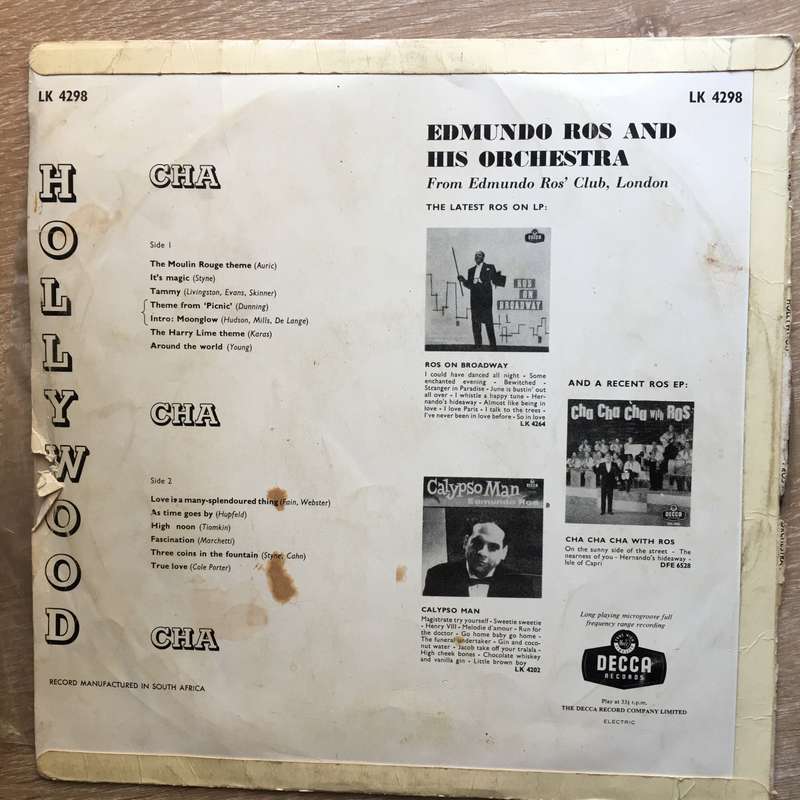 LK 4298
LK 4298
HOLLYWOOD
CHA
Side 1
The Moulin Rouge theme (Auric)
It's magic (Styne)
Tammy (Livingston, Evans, Skinner)
Theme from 'Picnic' (Dunning)
Intro: Moonglow (Hudson, Mills, De Lange)
The Harry Lime theme (Karas)
Around the world (Young)
CHA
Side 2
Love is a many-splendoured thing (Fain, Webster)
As time goes by (Hupfeld)
High noon (Tiomkin)
Fascination (Marchetti)
Three coins in the fountain (Styne, Cahn)
True love (Cole Porter)
CHA
RECORD MANUFACTURED IN SOUTH AFRICA
EDMUNDO ROS AND
HIS ORCHESTRA
From Edmundo Ros' Club, London
THE LATEST ROS ON LP:
DECCA
ROS
ON
BROADWAY
ROS ON BROADWAY
I could have danced all night - Some
enchanted evening - Bewitched -
Stranger in Paradise - June is bustin' out
all over - I whistle a happy tune - Her-
nando's hideaway - Almost like being in
love - I love Paris - I talk to the trees -
I've never been in love before - So in love
LK 4264
Calypso Man
Edmundo Ros
CALYPSO MAN
Magistrate try yourself - Sweetie sweetie
- Henry VIII - Melodie d'amour - Run for
the doctor - Go home baby go home -
The funeral undertaker - Gin and coco-
nut water - Jacob take off your tralala -
High cheek bones - Chocolate whiskey
and vanilla gin - Little brown boy
LK 4202
AND A RECENT ROS EP:
Cha Cha Cha with ROS
DECCA
CHA CHA CHA WITH ROS
On the sunny side of the street - The
nearness of you - Hernando's hideaway -
Isle of Capri DFE 6528
Long playing microgroove full
frequency range recording
DECCA
RECORDS
Play at 33⅓ r.p.m.
THE DECCA RECORD COMPANY LIMITED
ELECTRIC